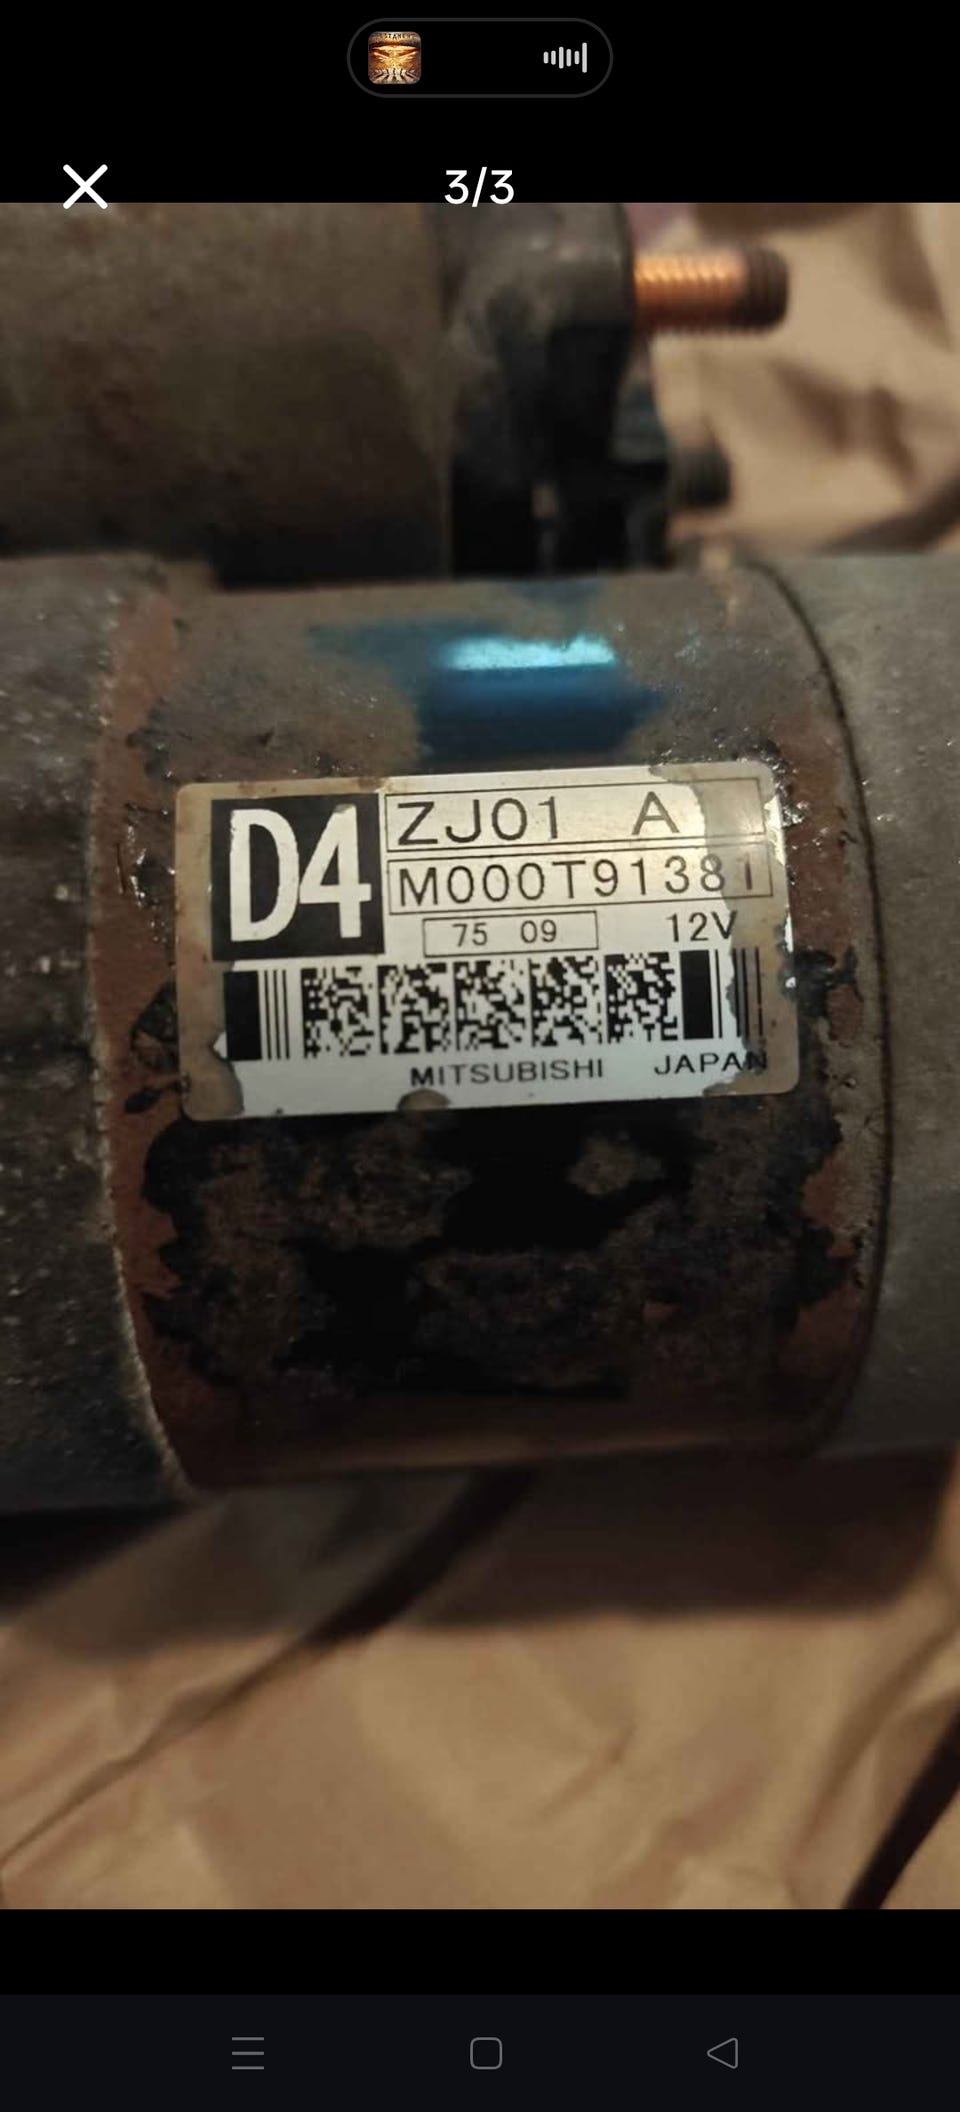 3/3
D4
ZJ01 A
M000T91381
75 09
12V
MITSUBISHI JAPAN